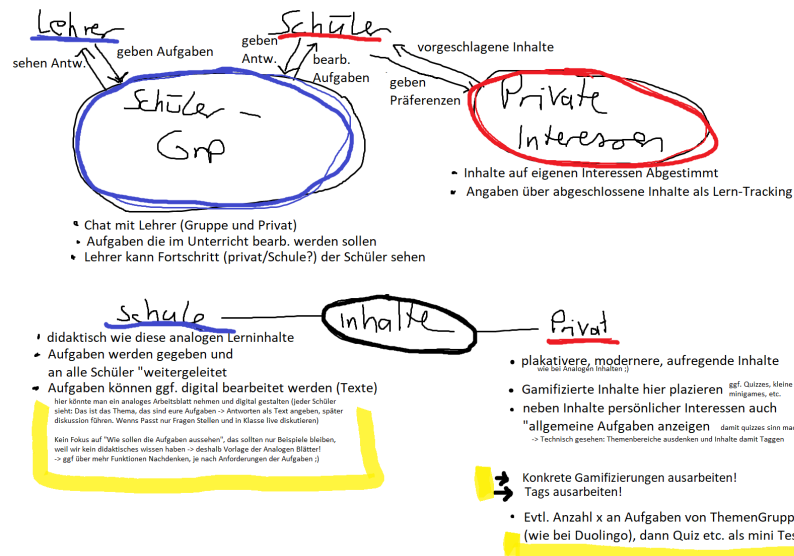 Lehrer
Schüler
sehen Antw.
geben Aufgaben
geben
Antw.
bearb.
Aufgaben
vorgeschlagene Inhalte
geben
Präferenzen
Schüler -
Grp
Private
Interessen
• Inhalte auf eigenen Interessen Abgestimmt
• Angaben über abgeschlossene Inhalte als Lern-Tracking
• Chat mit Lehrer (Gruppe und Privat)
• Aufgaben die im Unterricht bearb. werden sollen
• Lehrer kann Fortschritt (privat/Schule?) der Schüler sehen
Schule
Inhalte
Privat
• didaktisch wie diese analogen Lerninhalte
• Aufgaben werden gegeben und
an alle Schüler "weitergeleitet
• Aufgaben können ggf. digital bearbeitet werden (Texte)
hier könnte man ein analoges Arbeitsblatt nehmen und digital gestalten (jeder Schüler
sieht: Das ist das Thema, das sind eure Aufgaben -> Antworten als Text angeben, später
diskussion führen. Wenns Passt nur Fragen Stellen und in Klasse live diskutieren)
Kein Fokus auf "Wie sollen die Aufgaben aussehen", das sollten nur Beispiele bleiben,
weil wir kein didaktisches wissen haben -> deshalb Vorlage der Analogen Blätter!
-> ggf über mehr Funktionen Nachdenken, je nach Anforderungen der Aufgaben ;)
• plakativere, modernere, aufregende Inhalte
wie bei Analogen Inhalten ;)
• Gamifizierte Inhalte hier plazieren ggf. Quizzes, kleine
minigames, etc.
• neben Inhalte persönlicher Interessen auch
"allgemeine Aufgaben anzeigen damit quizzes sinn mac
-> Technisch gesehen: Themenbereiche ausdenken und Inhalte damit Taggen
Konkrete Gamifizierungen ausarbeiten!
Tags ausarbeiten!
• Evtl. Anzahl x an Aufgaben von ThemenGrupp
(wie bei Duolingo), dann Quiz etc. als mini Tes